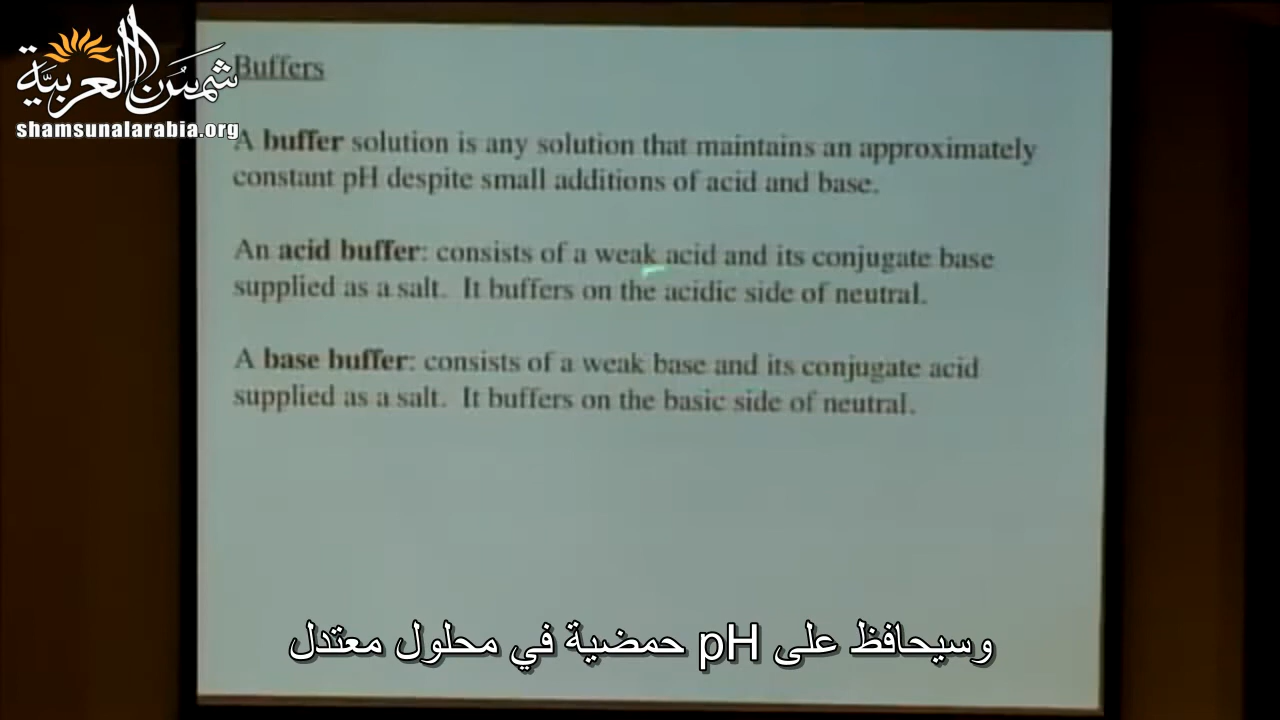 شمس العربية
shamsunalarabia.org
Buffers
A buffer solution is any solution that maintains an approximately
constant pH despite small additions of acid and base.
An acid buffer: consists of a weak acid and its conjugate base
supplied as a salt. It buffers on the acidic side of neutral.
A base buffer: consists of a weak base and its conjugate acid
supplied as a salt. It buffers on the basic side of neutral.
وسيحافظ على pH حمضية في محلول معتدل